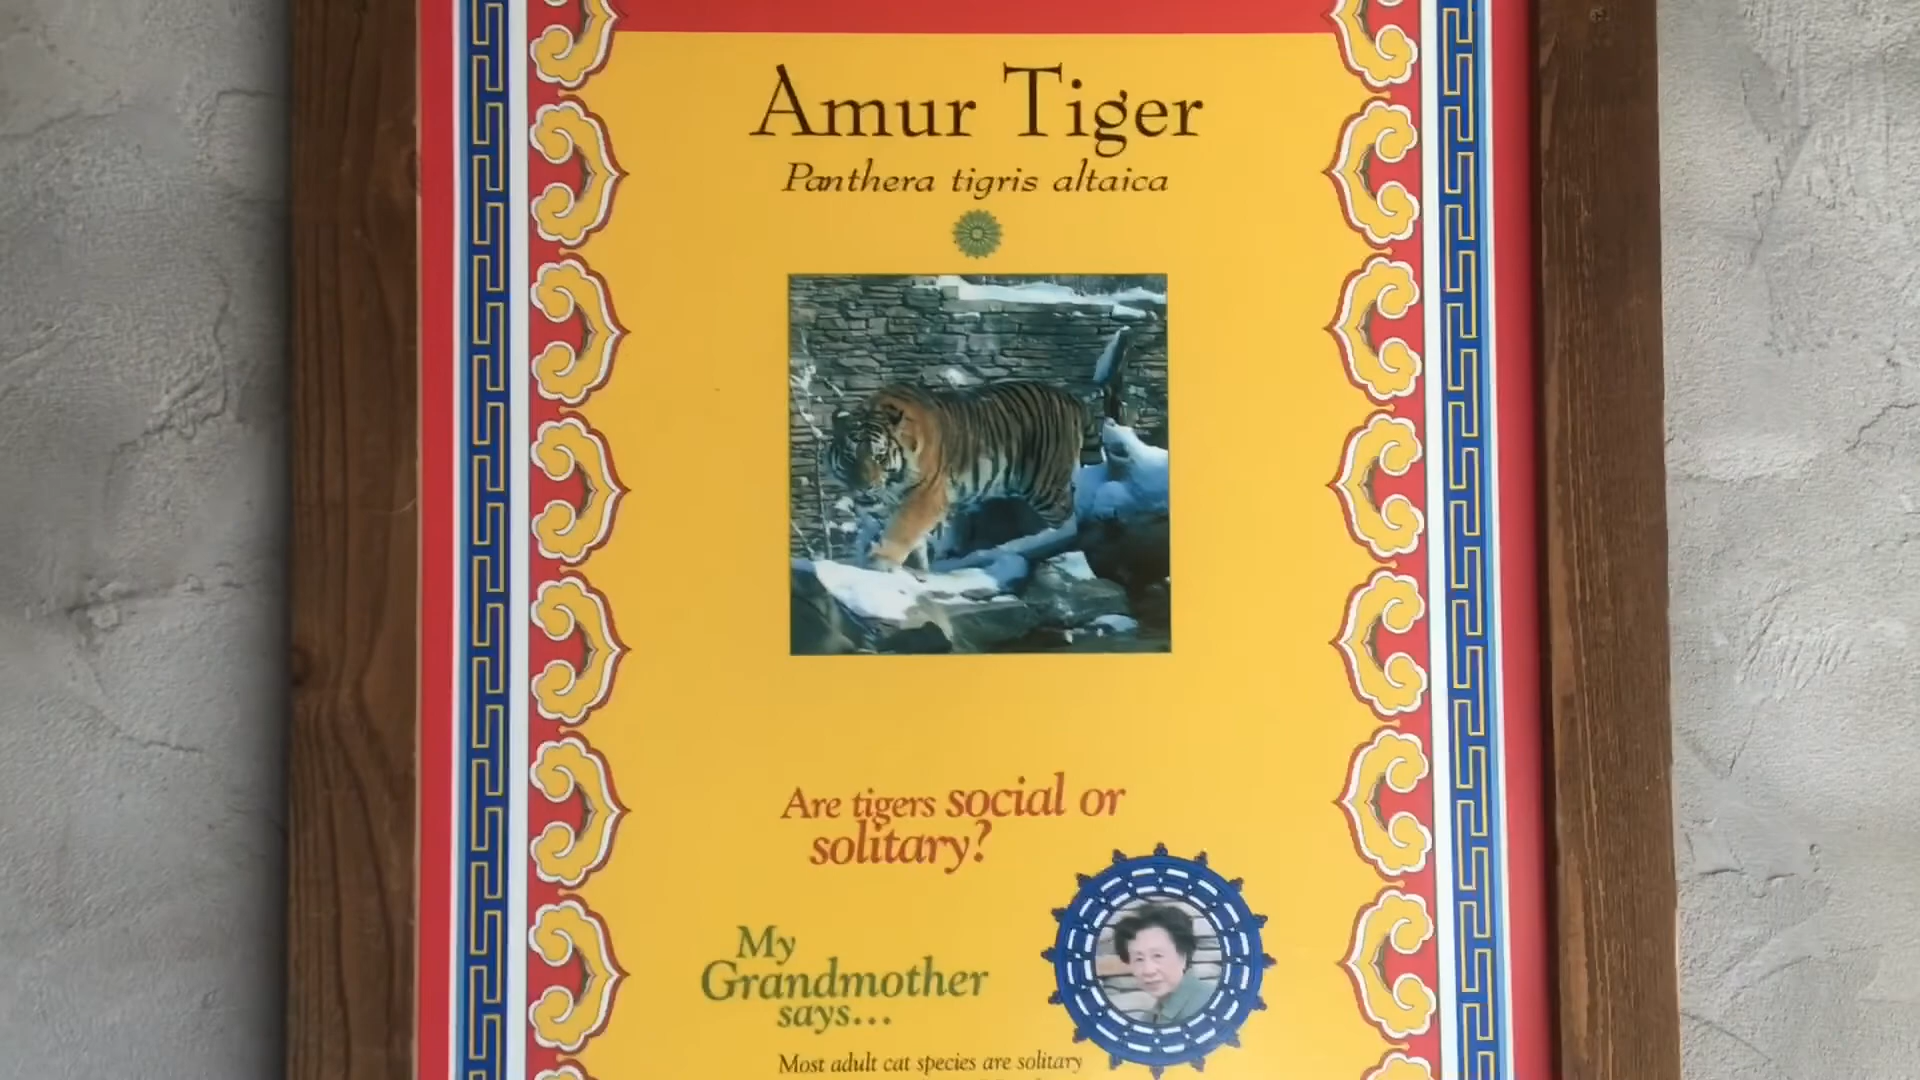 Amur Tiger
Panthera tigris altaica
Are tigers social or
solitary?
My
Grandmother
says...
Most adult cat species are solitary